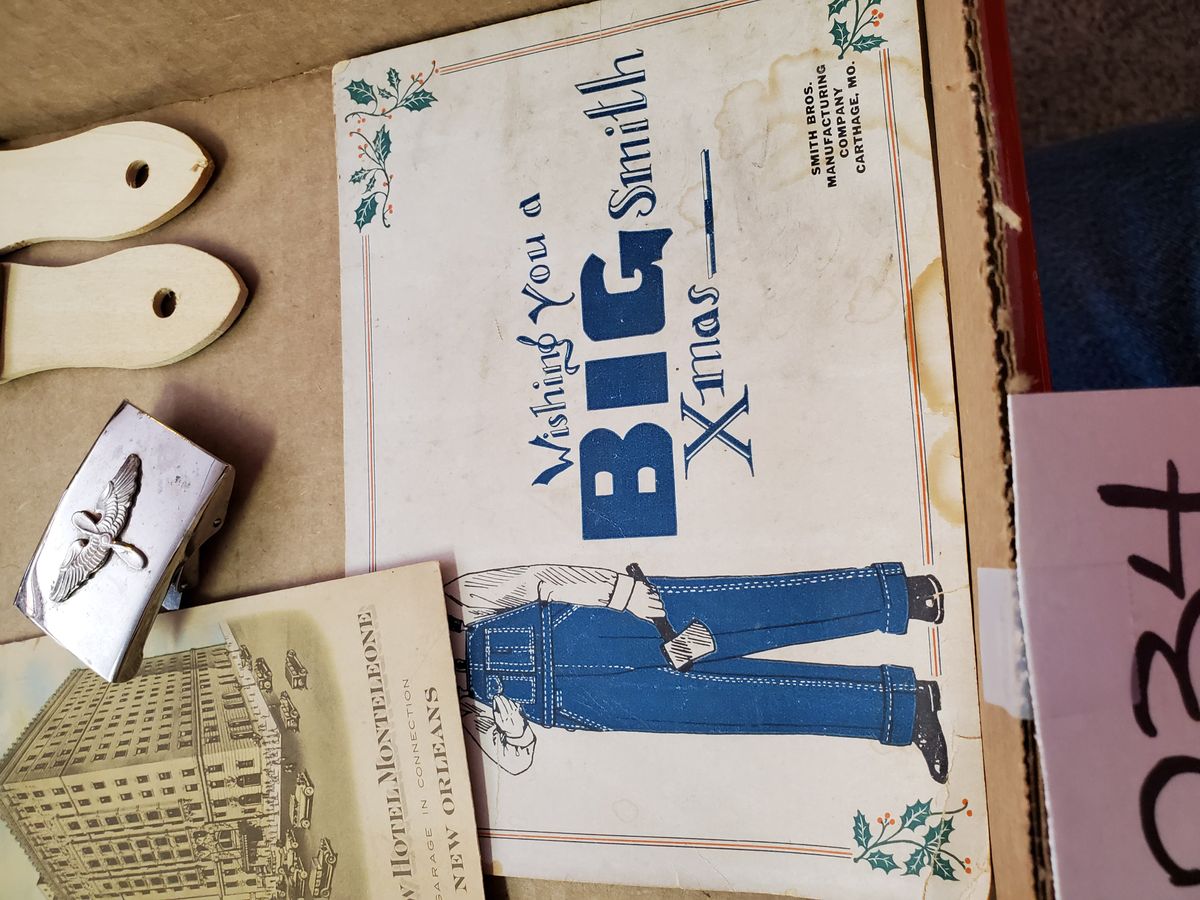 Wishing You a
BIG Smith
Xmas
SMITH BROS.
MANUFACTURING
COMPANY
CARTHAGE, MO.
HOTEL MONTELEONE
GARAGE IN CONNECTION
NEW ORLEANS
034